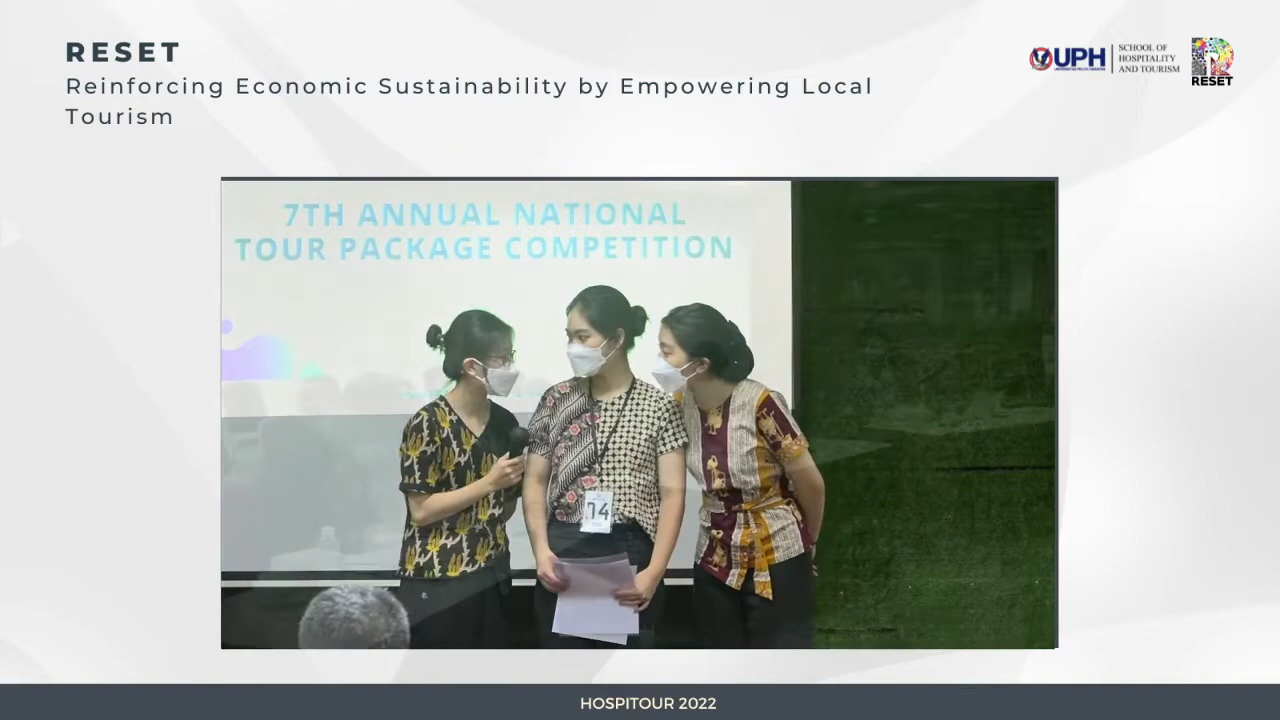 RESET
Reinforcing Economic Sustainability by Empowering Local
Tourism
UPH
SCHOOL OF
HOSPITALITY
AND TOURISM
RESET
7TH ANNUAL NATIONAL
TOUR PACKAGE COMPETITION
14
HOSPITOUR 2022